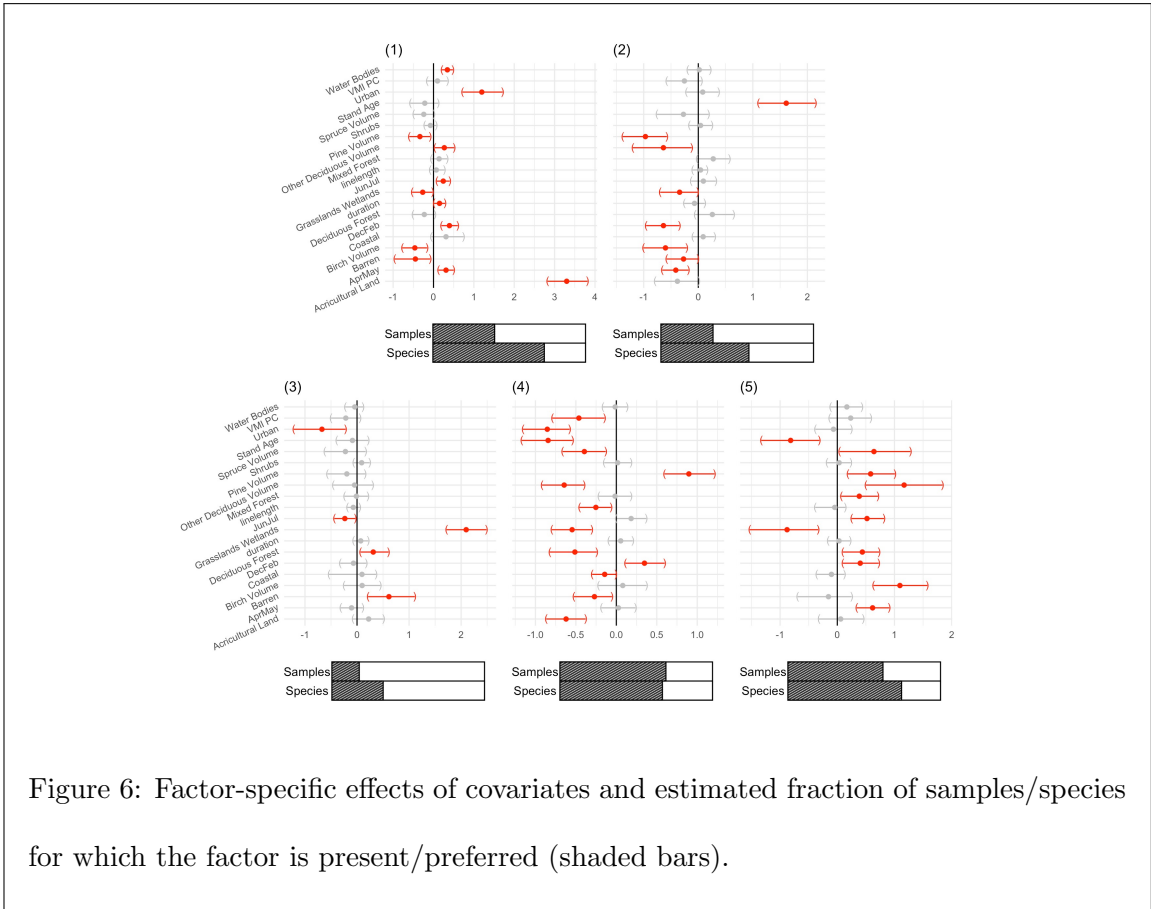 (1)
(2)
Water Bodies
VMI PC
Urban
Stand Age
Spruce Volume
Shrubs
Pine Volume
Other Deciduous Volume
Mixed Forest
linelength
JunJul
Grasslands Wetlands
duration
Deciduous Forest
DecFeb
Coastal
Birch Volume
Barren
AprMay
Acricultural Land
-1 0 1 2 3 4
-1 0 1 2
Samples
Species
Samples
Species
(3)
(4)
(5)
Water Bodies
VMI PC
Urban
Stand Age
Spruce Volume
Shrubs
Pine Volume
Other Deciduous Volume
Mixed Forest
linelength
JunJul
Grasslands Wetlands
duration
Deciduous Forest
DecFeb
Coastal
Birch Volume
Barren
AprMay
Acricultural Land
-1 0 1 2
-1.0 -0.5 0.0 0.5 1.0
-1 0 1 2
Samples
Species
Samples
Species
Samples
Species
Figure 6: Factor-specific effects of covariates and estimated fraction of samples/species
for which the factor is present/preferred (shaded bars).